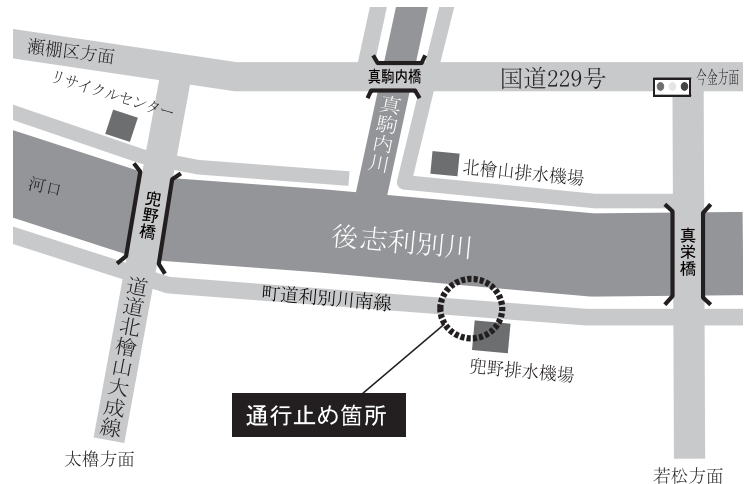 瀬棚区方面
リサイクルセンター
真駒内橋
国道229号
今金方面
真駒内川
北檜山排水機場
河口
兜野橋
後志利別川
真栄橋
道道北檜山大成線
町道利別川南線
兜野排水機場
通行止め箇所
太櫓方面
若松方面